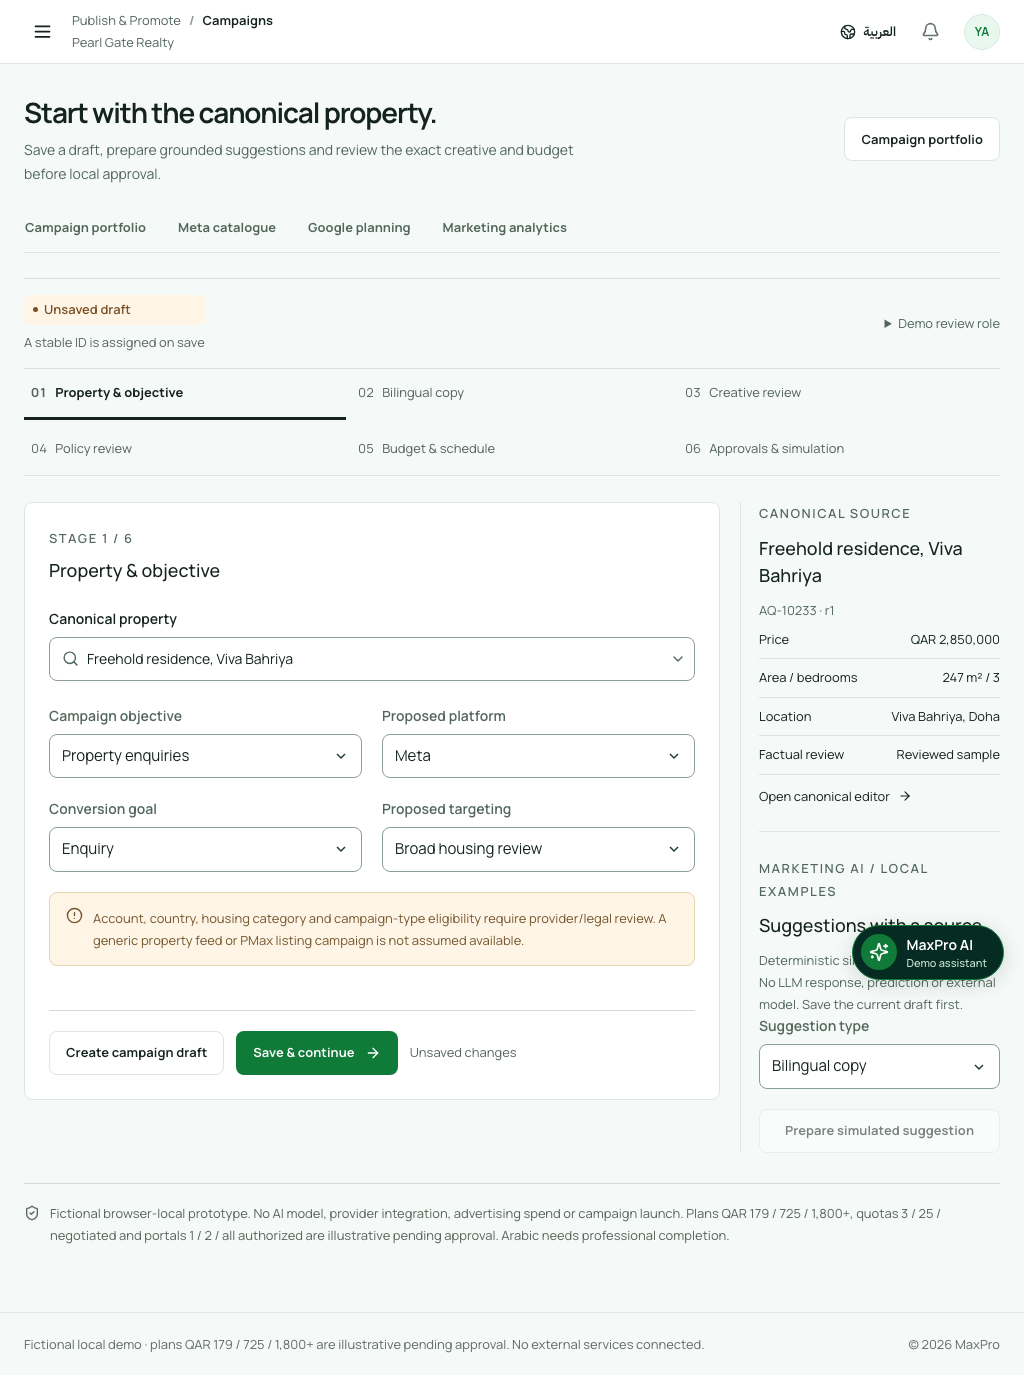 Publish & Promote / Campaigns
Pearl Gate Realty
العربية
YA
Start with the canonical property.
Save a draft, prepare grounded suggestions and review the exact creative and budget
before local approval.
Campaign portfolio
Campaign portfolio
Meta catalogue
Google planning
Marketing analytics
Unsaved draft
A stable ID is assigned on save
Demo review role
01 Property & objective
02 Bilingual copy
03 Creative review
04 Policy review
05 Budget & schedule
06 Approvals & simulation
STAGE 1 / 6
Property & objective
Canonical property
Freehold residence, Viva Bahriya
Campaign objective
Property enquiries
Proposed platform
Meta
Conversion goal
Enquiry
Proposed targeting
Broad housing review
Account, country, housing category and campaign-type eligibility require provider/legal review. A
generic property feed or PMax listing campaign is not assumed available.
Create campaign draft
Save & continue
Unsaved changes
CANONICAL SOURCE
Freehold residence, Viva
Bahriya
AQ-10233 · r1
Price QAR 2,850,000
Area / bedrooms 247 m² / 3
Location Viva Bahriya, Doha
Factual review Reviewed sample
Open canonical editor
MARKETING AI / LOCAL
EXAMPLES
Suggestions with a source
Deterministic
No LLM response, prediction or external
model. Save the current draft first.
MaxPro AI
Demo assistant
Suggestion type
Bilingual copy
Prepare simulated suggestion
Fictional browser-local prototype. No AI model, provider integration, advertising spend or campaign launch. Plans QAR 179 / 725 / 1,800+, quotas 3 / 25 /
negotiated and portals 1 / 2 / all authorized are illustrative pending approval. Arabic needs professional completion.
Fictional local demo · plans QAR 179 / 725 / 1,800+ are illustrative pending approval. No external services connected.
© 2026 MaxPro